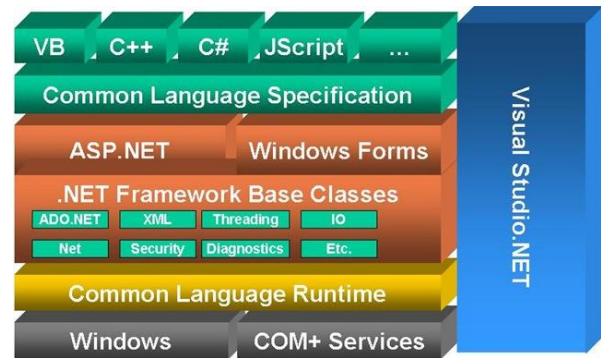 VB C++ C# JScript ...
Common Language Specification
ASP.NET Windows Forms
.NET Framework Base Classes
ADO.NET XML Threading IO
Net Security Diagnostics Etc.
Common Language Runtime
Windows COM+ Services
Visual Studio.NET